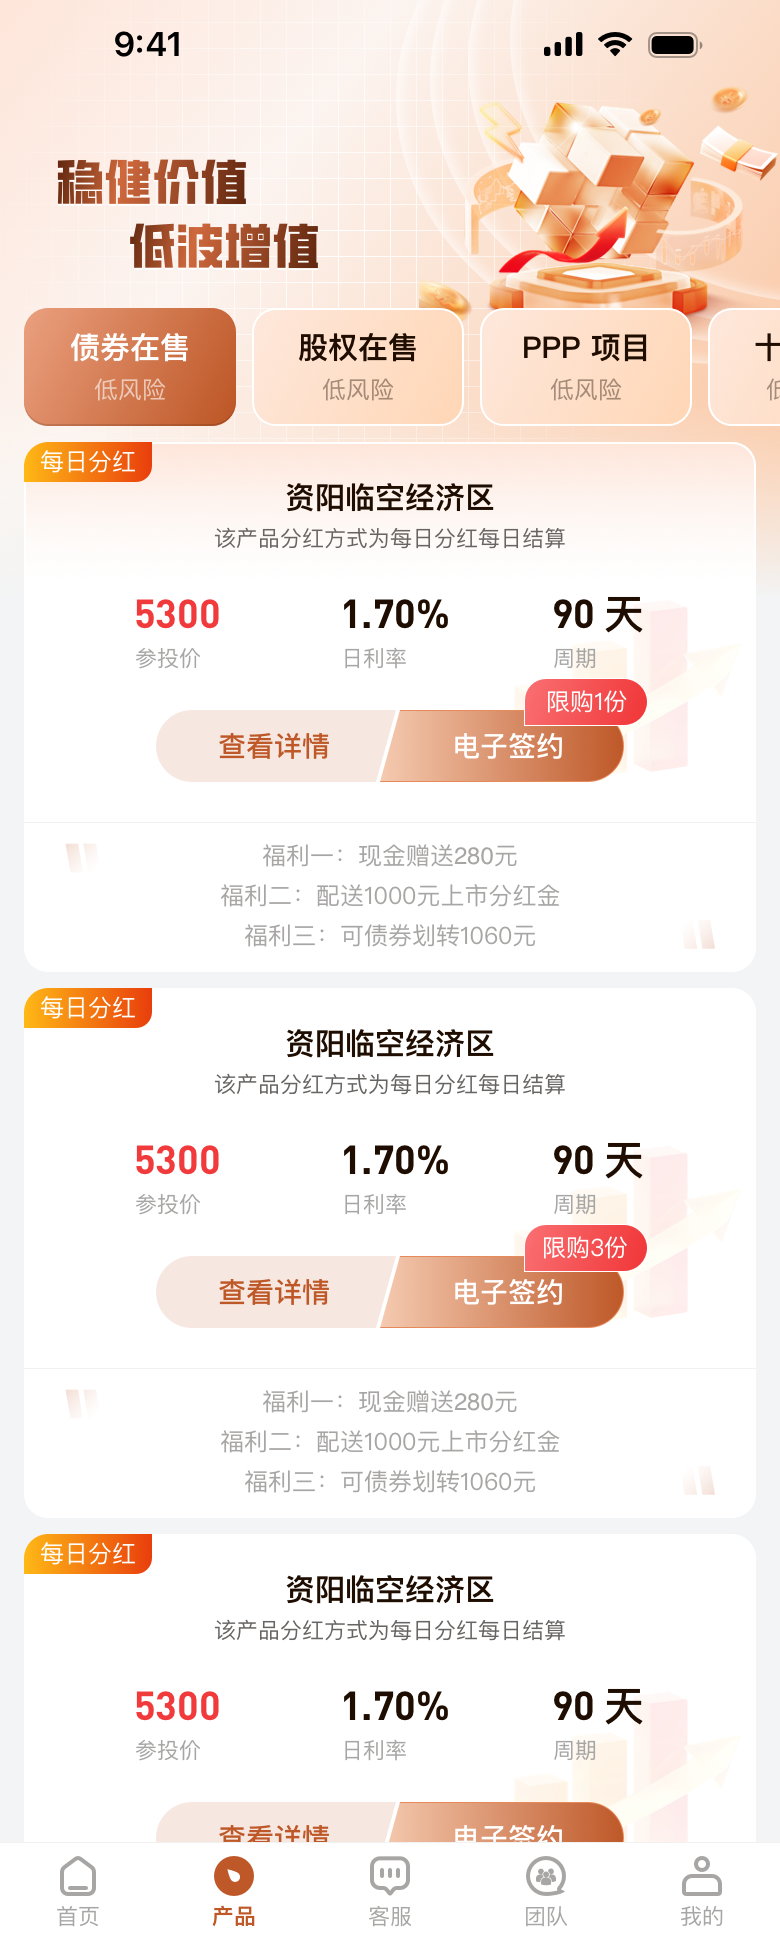 9:41
稳健价值
低波增值
债券在售 股权在售 PPP 项目 十
低风险 低风险 低风险
每日分红
资阳临空经济区
该产品分红方式为每日分红每日结算
5300 1.70% 90 天
参投价 日利率 周期
限购1份
查看详情 电子签约
福利一：现金赠送280元
福利二：配送1000元上市分红金
福利三：可债券划转1060元
每日分红
资阳临空经济区
该产品分红方式为每日分红每日结算
5300 1.70% 90 天
参投价 日利率 周期
限购3份
查看详情 电子签约
福利一：现金赠送280元
福利二：配送1000元上市分红金
福利三：可债券划转1060元
每日分红
资阳临空经济区
该产品分红方式为每日分红每日结算
5300 1.70% 90 天
参投价 日利率 周期
查看详情 电子签约
首页 产品 客服 团队 我的